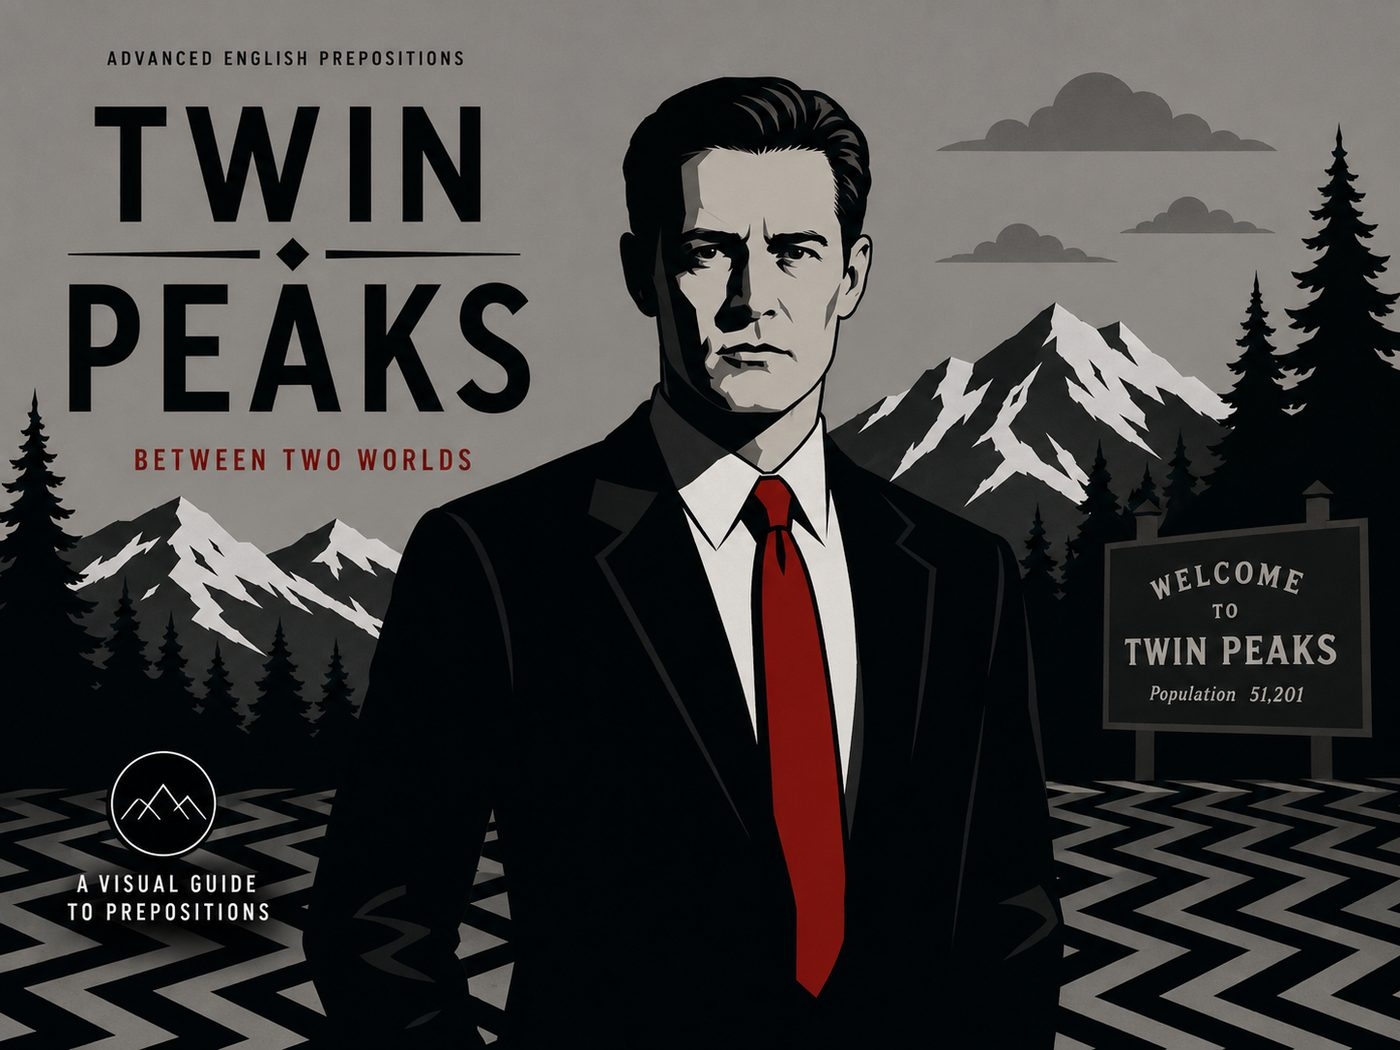 ADVANCED ENGLISH PREPOSITIONS
TWIN
PEAKS
BETWEEN TWO WORLDS
WELCOME
TO
TWIN PEAKS
Population 51,201
A VISUAL GUIDE
TO PREPOSITIONS